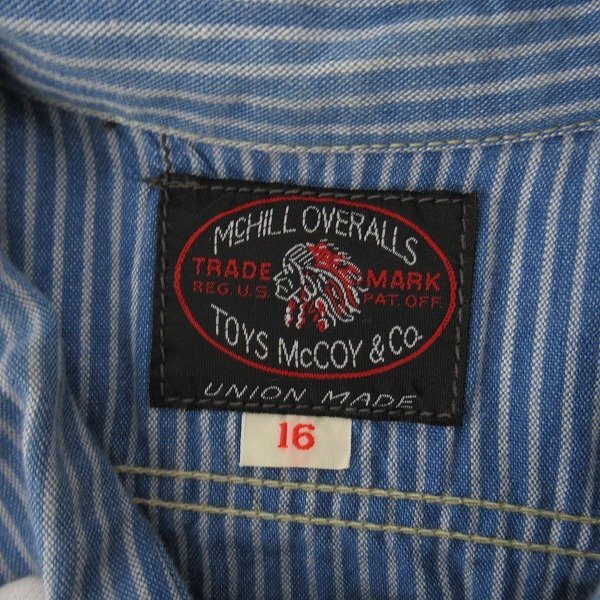 McHILL OVERALLS
TRADE MARK
REG. U.S. PAT. OFF
TOYS McCOY & Co.
UNION MADE
16